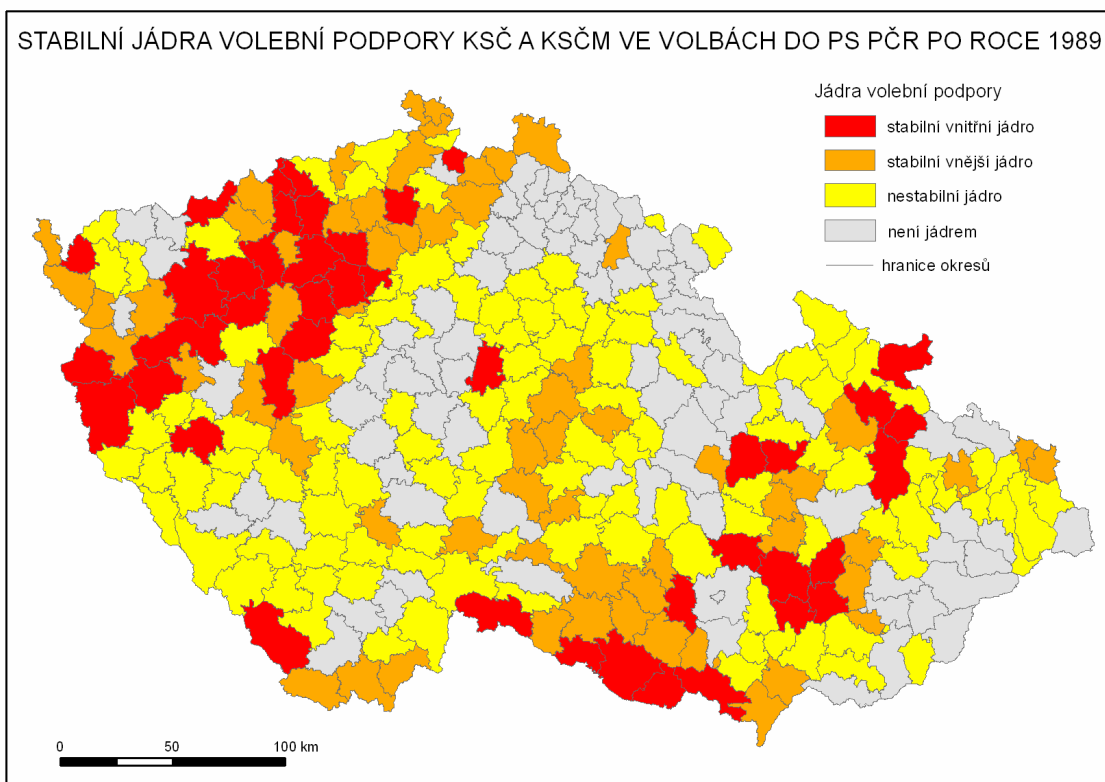 STABILNÍ JÁDRA VOLEBNÍ PODPORY KSČ A KSČM VE VOLBÁCH DO PS PČR PO ROCE 1989
Jádra volební podpory
stabilní vnitřní jádro
stabilní vnější jádro
nestabilní jádro
není jádrem
hranice okresů
0 50 100 km